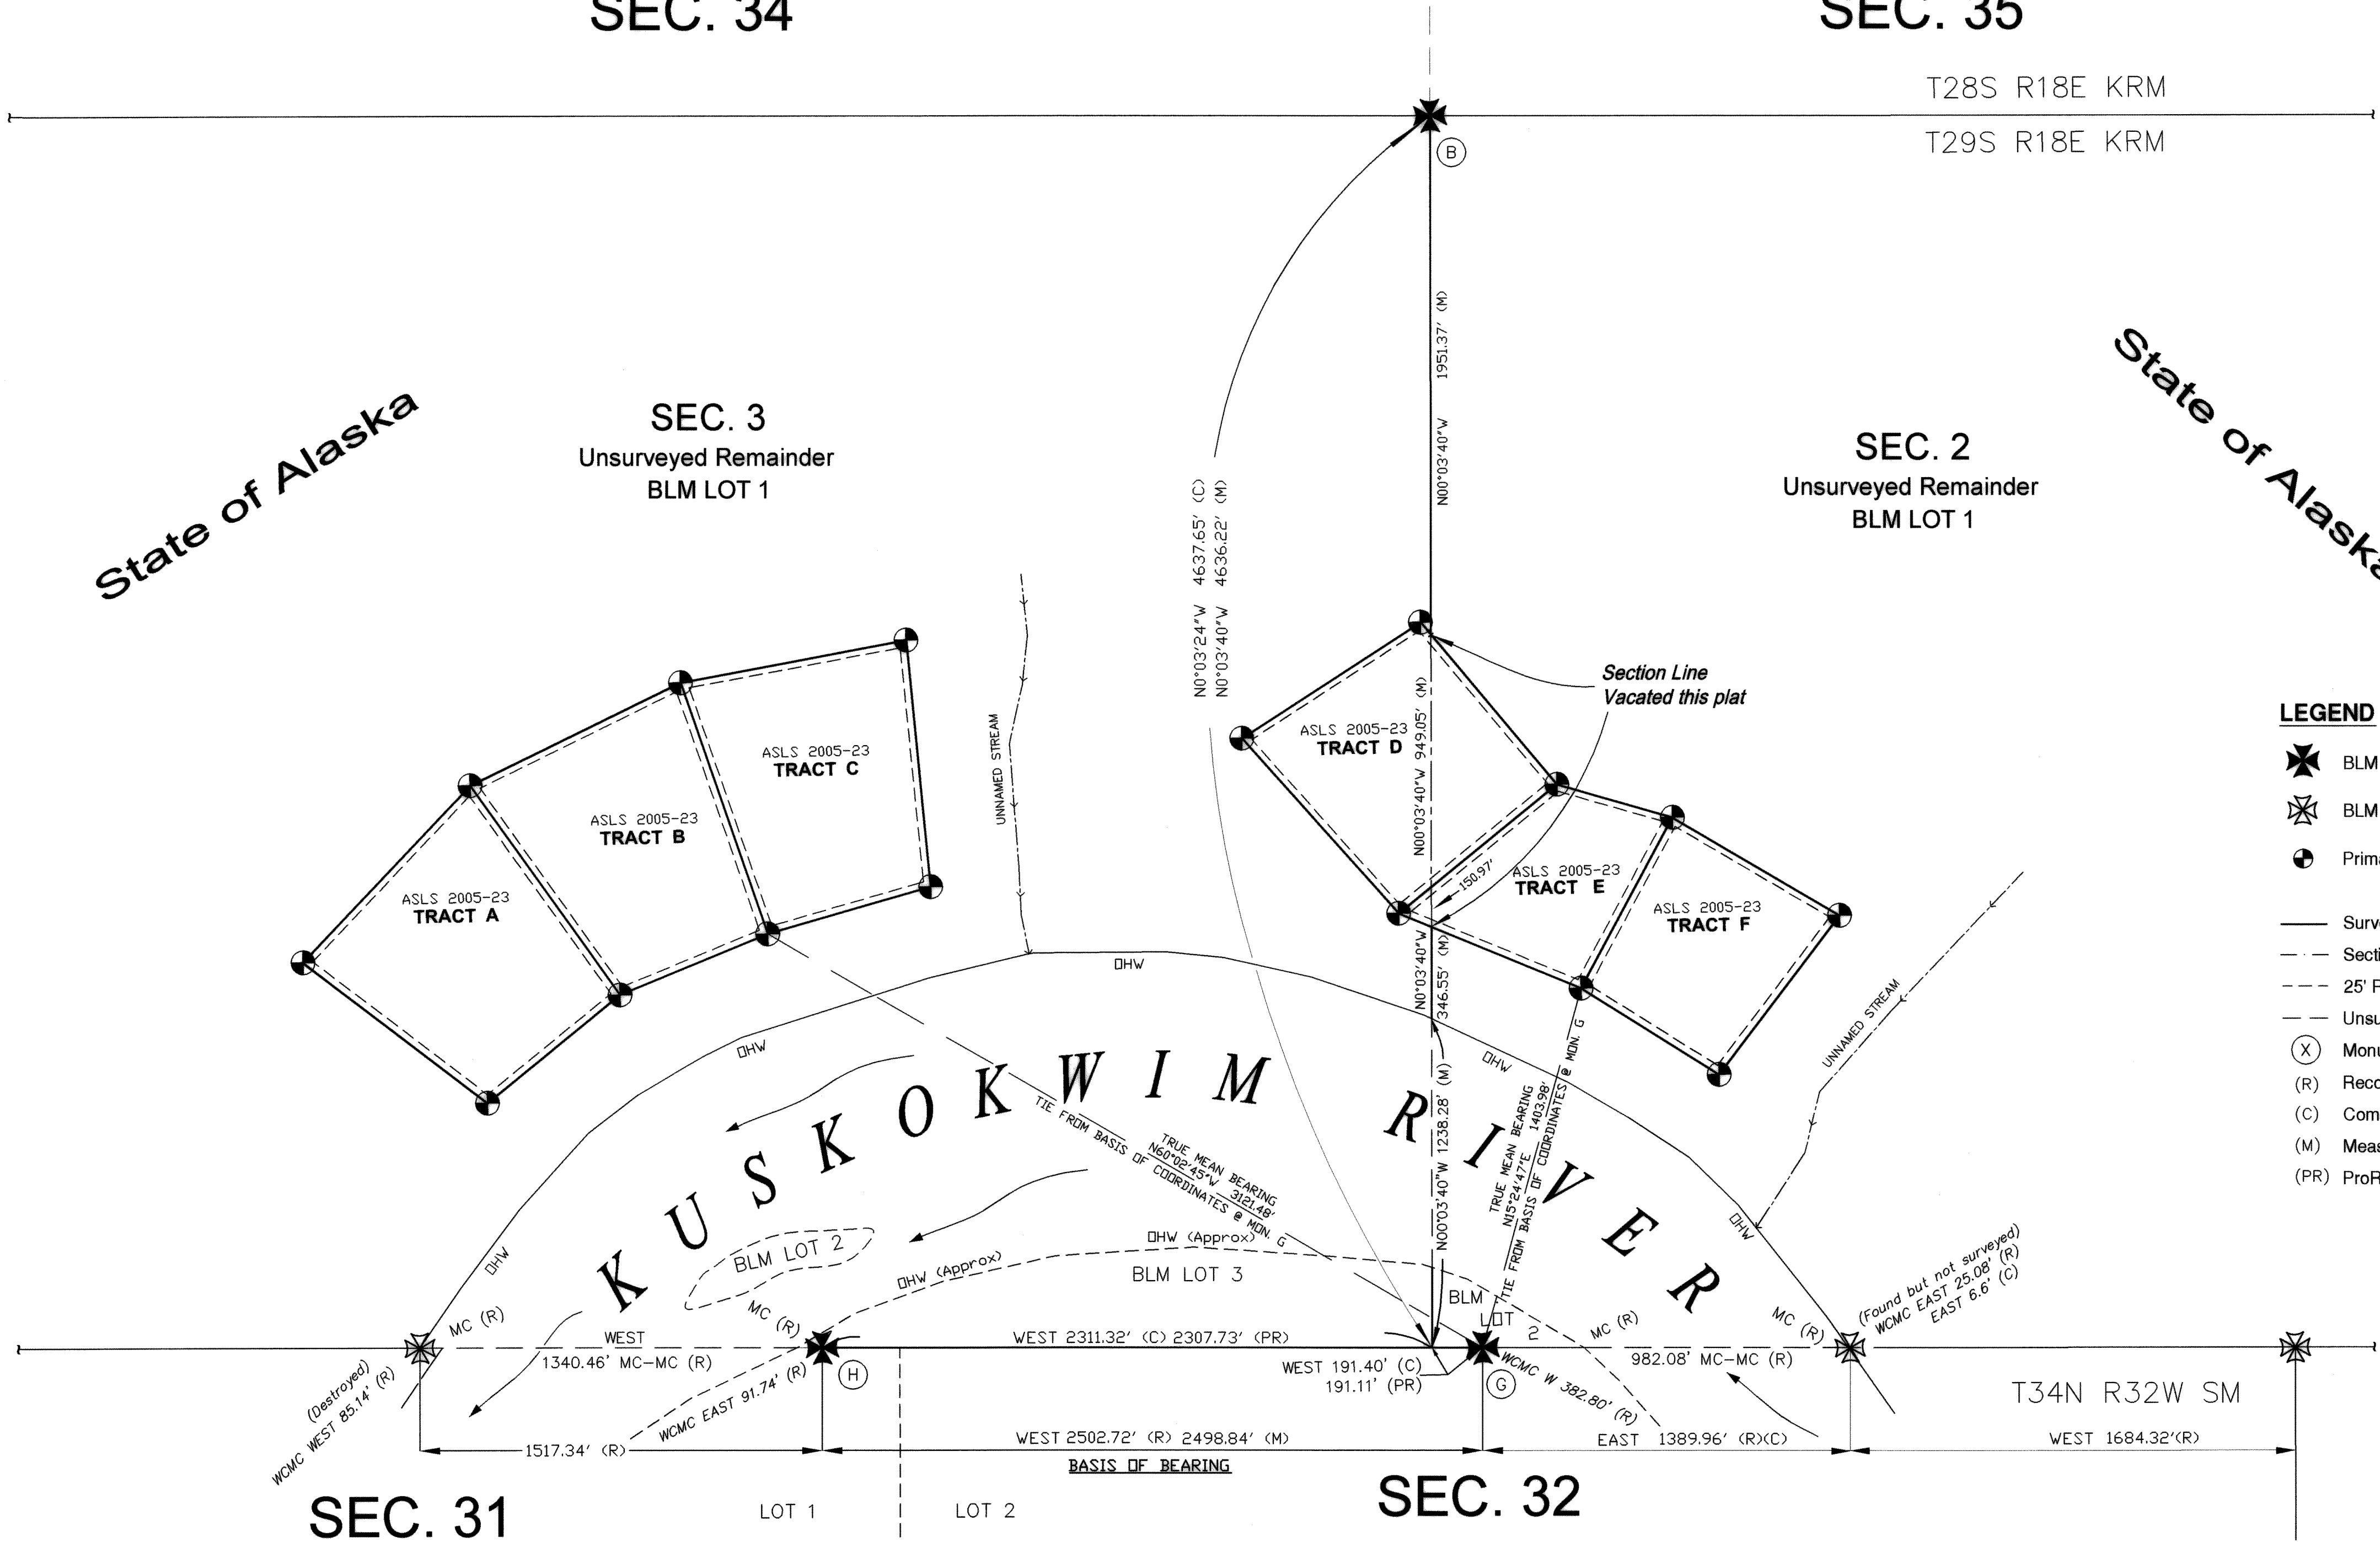 SEC. 34
SEC. 35
T28S R18E KRM
T29S R18E KRM
B
State of Alaska
SEC. 3
Unsurveyed Remainder
BLM LOT 1
N0°03'24"W 4637.65' (C)
N0°03'40"W 4636.22' (M)
N00°03'40"W 1951.37' (M)
SEC. 2
Unsurveyed Remainder
BLM LOT 1
State of Alaska
Section Line
Vacated this plat
UNNAMED STREAM
ASLS 2005-23
TRACT A
ASLS 2005-23
TRACT B
ASLS 2005-23
TRACT C
ASLS 2005-23
TRACT D
N00°03'40"W 949.05' (M)
150.97'
ASLS 2005-23
TRACT E
ASLS 2005-23
TRACT F
N0°03'40"W
346.55' (M)
UNNAMED STREAM
LEGEND
BLM
BLM
Prima
Surve
Secti
25' P
Unsu
X Monu
(R) Reco
(C) Com
(M) Meas
(PR) ProR
OHW
OHW
OHW
OHW
OHW
KUSKOKWIM RIVER
TRUE MEAN BEARING
N60°02'45"W 3121.48'
TIE FROM BASIS OF COORDINATES @ MON. G
N00°03'40"W 1238.28' (M)
TRUE MEAN BEARING
N15°24'47"E 1403.98'
TIE FROM BASIS OF COORDINATES @ MON. G
BLM LOT 2
OHW (Approx)
OHW (Approx)
BLM LOT 3
BLM
LOT
2
MC (R)
MC (R)
MC (R)
MC (R)
(Found but not surveyed)
WCMC EAST 25.08' (R)
EAST 6.6' (C)
WEST
1340.46' MC-MC (R)
WEST 2311.32' (C) 2307.73' (PR)
WEST 191.40' (C)
191.11' (PR)
982.08' MC-MC (R)
H
G
(Destroyed)
WCMC WEST 85.14' (R)
WCMC EAST 91.74' (R)
WCMC W 382.80' (R)
T34N R32W SM
1517.34' (R)
WEST 2502.72' (R) 2498.84' (M)
BASIS OF BEARING
EAST 1389.96' (R)(C)
WEST 1684.32'(R)
SEC. 31
LOT 1
LOT 2
SEC. 32